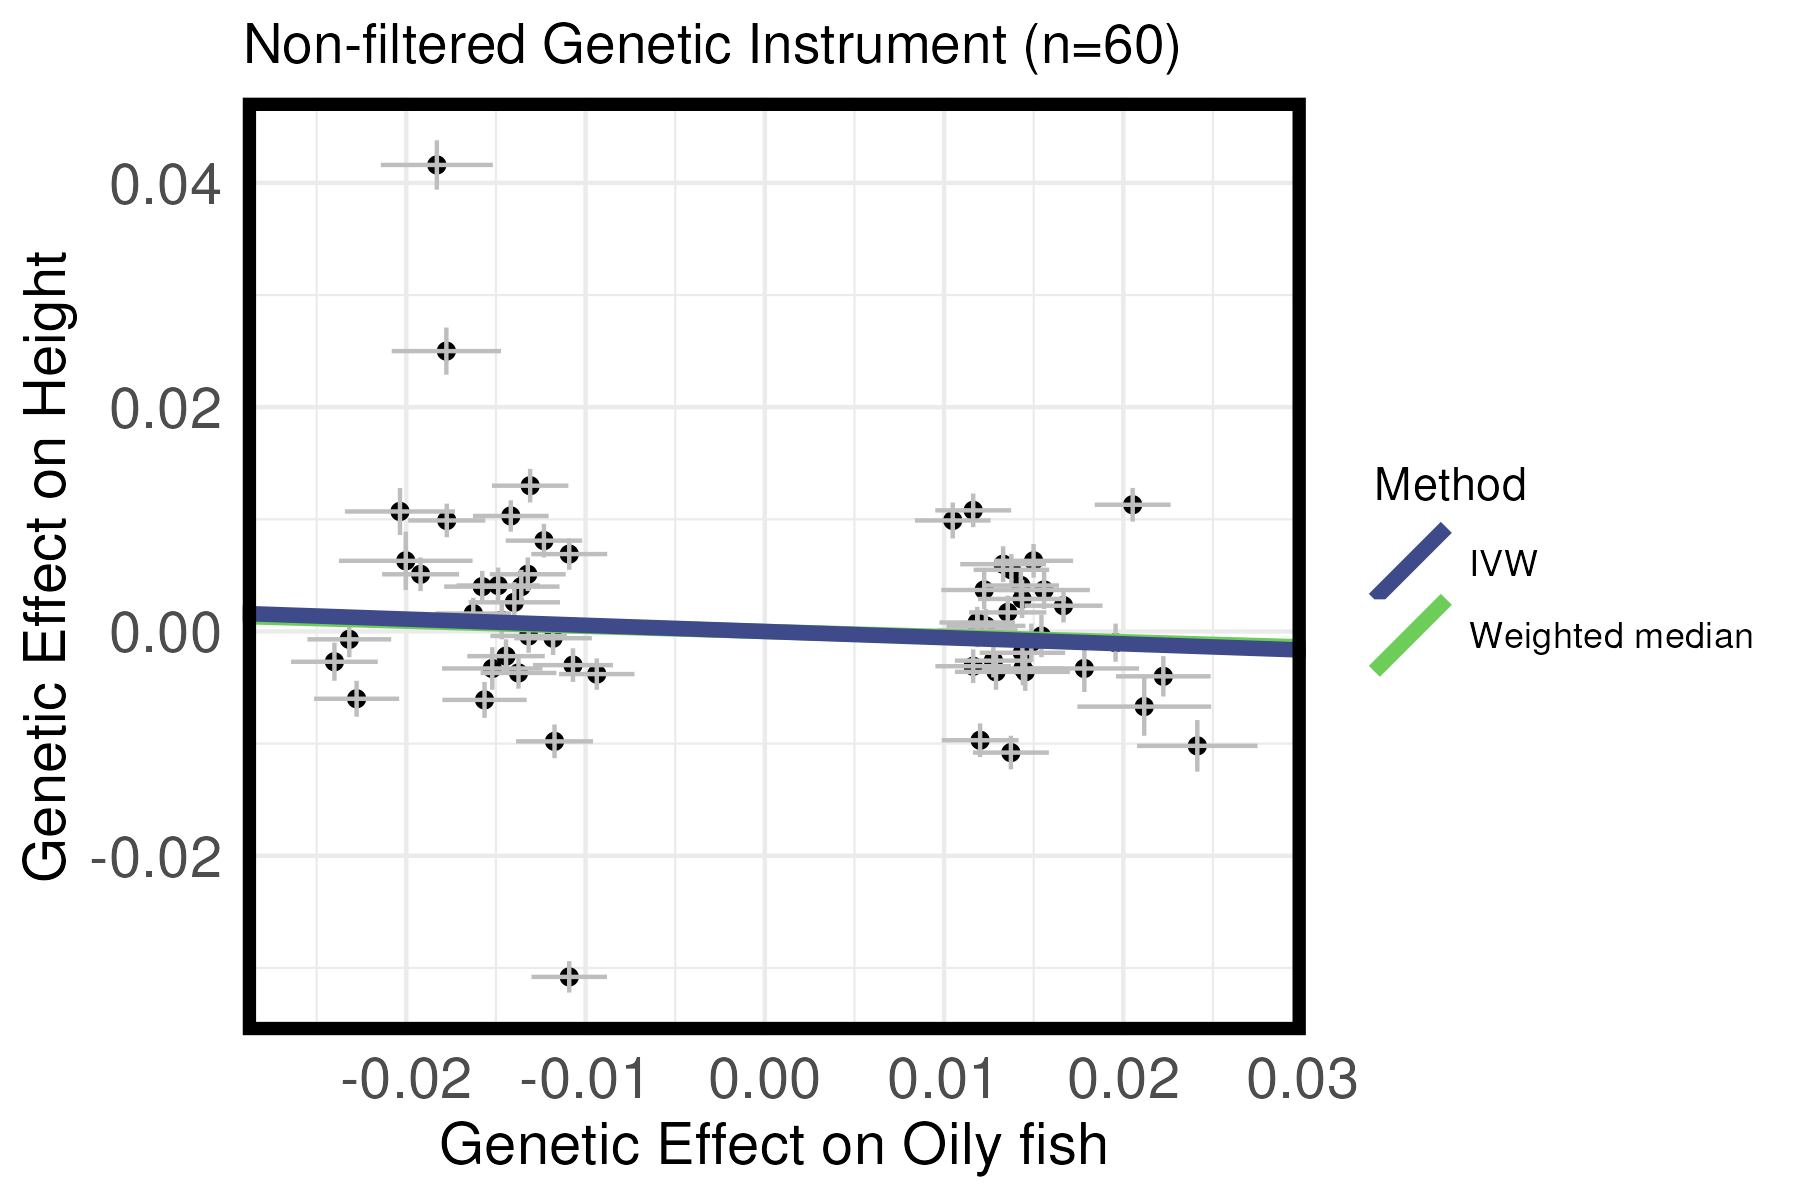 Non-filtered Genetic Instrument (n=60)
Genetic Effect on Height
0.04
0.02
0.00
-0.02
-0.02 -0.01 0.00 0.01 0.02 0.03
Genetic Effect on Oily fish
Method
IVW
Weighted median